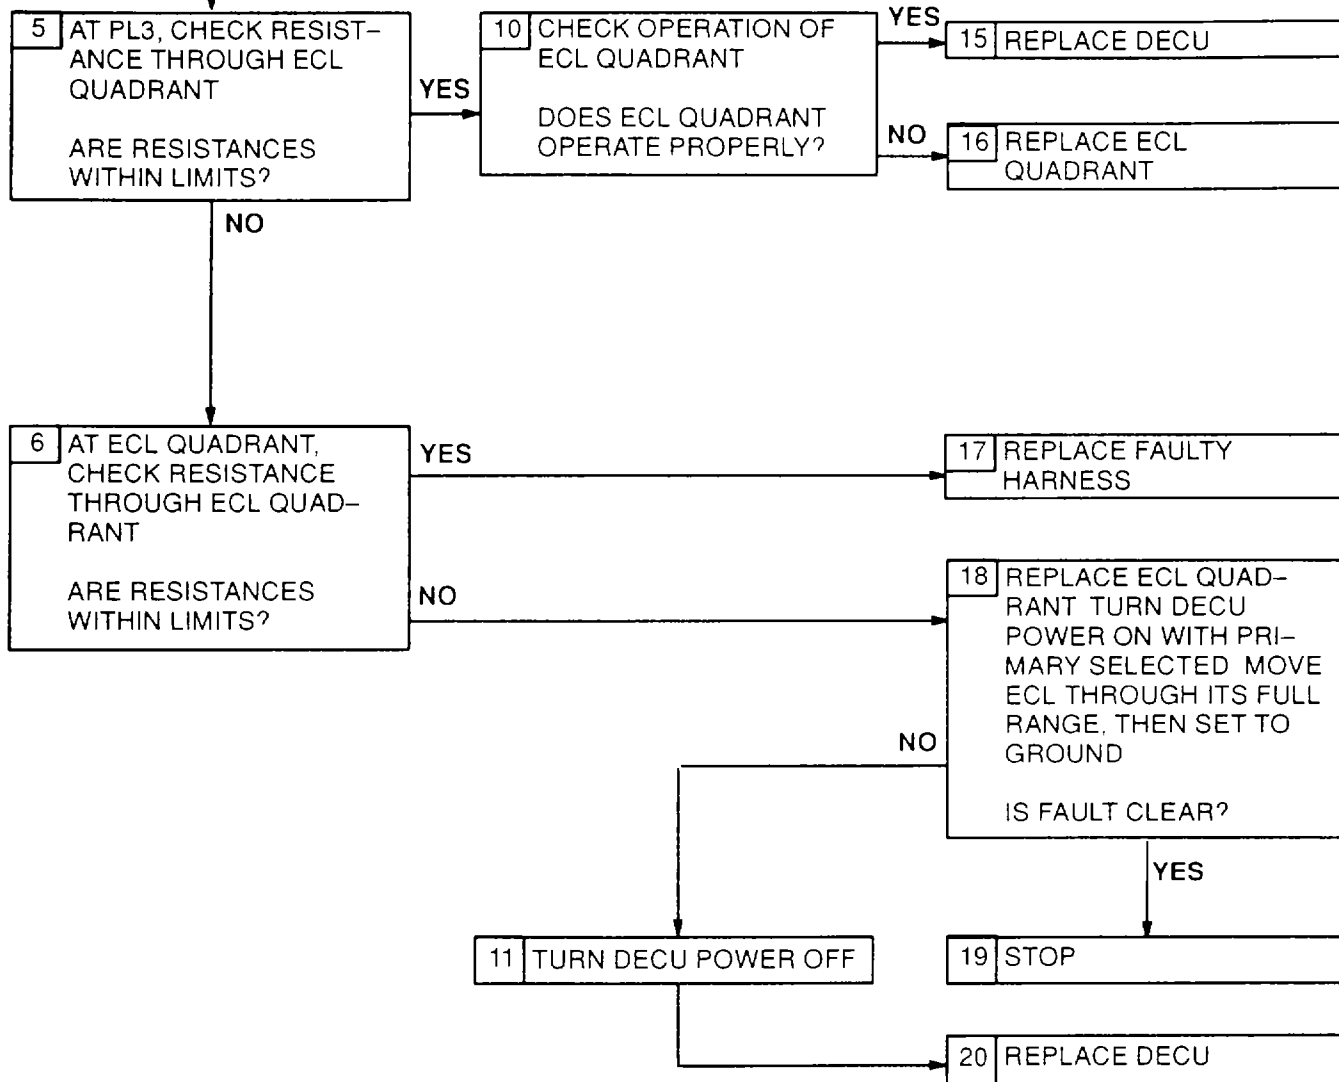 5 AT PL3, CHECK RESIST–
ANCE THROUGH ECL
QUADRANT
ARE RESISTANCES
WITHIN LIMITS?
YES
NO
10 CHECK OPERATION OF
ECL QUADRANT
DOES ECL QUADRANT
OPERATE PROPERLY?
YES
NO
15 REPLACE DECU
16 REPLACE ECL
QUADRANT
6 AT ECL QUADRANT,
CHECK RESISTANCE
THROUGH ECL QUAD–
RANT
ARE RESISTANCES
WITHIN LIMITS?
YES
NO
17 REPLACE FAULTY
HARNESS
18 REPLACE ECL QUAD–
RANT TURN DECU
POWER ON WITH PRI–
MARY SELECTED MOVE
ECL THROUGH ITS FULL
RANGE, THEN SET TO
GROUND
IS FAULT CLEAR?
NO
YES
11 TURN DECU POWER OFF
19 STOP
20 REPLACE DECU